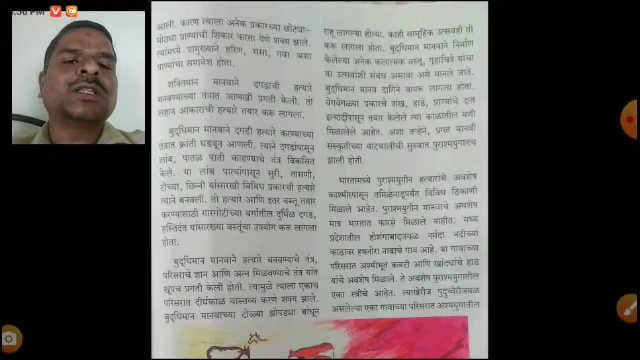 :56 PM
आली. कारण त्याला अनेक प्रकारच्या छोट्या-
मोठ्या प्राण्यांची शिकार करता येणे शक्य झाले.
त्यांमध्ये प्रामुख्याने हरिण, ससा, गवा अशा
प्राण्यांचा समावेश होता.
शक्तिमान मानवाने दगडाची हत्यारे
बनवण्याच्या तंत्रात आणखी प्रगती केली. तो
लहान आकारांची हत्यारे तयार करू लागला.
बुद्धिमान मानवाने दगडी हत्यारे करण्याच्या
तंत्रात क्रांती घडवून आणली. त्याने दगडांपासून
लांब, पातळ पाती काढण्याचे तंत्र विकसित
केले. या लांब पात्यांपासून सुरी, तासणी,
टोच्या, छिन्नी यांसारखी विविध प्रकारची हत्यारे
त्याने बनवली. तो हत्यारे आणि इतर वस्तू तयार
करण्यासाठी गारगोटीच्या वर्गातील दुर्मिळ दगड,
हस्तिदंत यांसारख्या वस्तूंचा उपयोग करू लागला
होता.
बुद्धिमान मानवाने हत्यारे बनवण्याचे तंत्र,
परिसराचे ज्ञान आणि अन्न मिळवण्याचे तंत्र यांत
खूपच प्रगती केली होती. त्यामुळे त्याला एकाच
परिसरात दीर्घकाळ वास्तव्य करणे शक्य झाले.
बुद्धिमान मानवाच्या टोळ्या झोपड्या बांधून
राहू लागल्या होत्या. काही सामूहिक उत्सवही तो
करू लागला होता. बुद्धिमान मानवाने निर्माण
केलेल्या अनेक कलात्मक वस्तू, गुहाचित्रे यांचा
या उत्सवांशी संबंध असावा असे मानले जाते.
बुद्धिमान मानव दागिने वापरू लागला होता.
वेगवेगळ्या प्रकारचे शंख, हाडे, प्राण्यांचे दात
इत्यादींपासून तयार केलेले त्या काळातील मणी
मिळालेले आहेत. अशा तऱ्हेने, प्रगत मानवी
संस्कृतीच्या वाटचालीची सुरुवात पुराश्मयुगातच
झाली होती.
भारतामध्ये पुराश्मयुगीन हत्यारांचे अवशेष
काश्मीरपासून तमिळनाडूपर्यंत विविध ठिकाणी
मिळाले आहेत. पुराश्मयुगीन मानवाचे अवशेष
मात्र भारतात फारसे मिळाले नाहीत. मध्य
प्रदेशातील होशंगाबादजवळ नर्मदा नदीच्या
काठावर हथनोरा नावाचे गाव आहे. या गावाच्या
परिसरात अश्मीभूत कवटी आणि खांद्यांचे हाड
यांचे अवशेष मिळाले. ते अवशेष पुराश्मयुगातील
एका स्त्रीचे आहेत. त्याखेरीज पुदुच्चेरीजवळ
असलेल्या एका गावाच्या परिसरात अश्मयुगातील